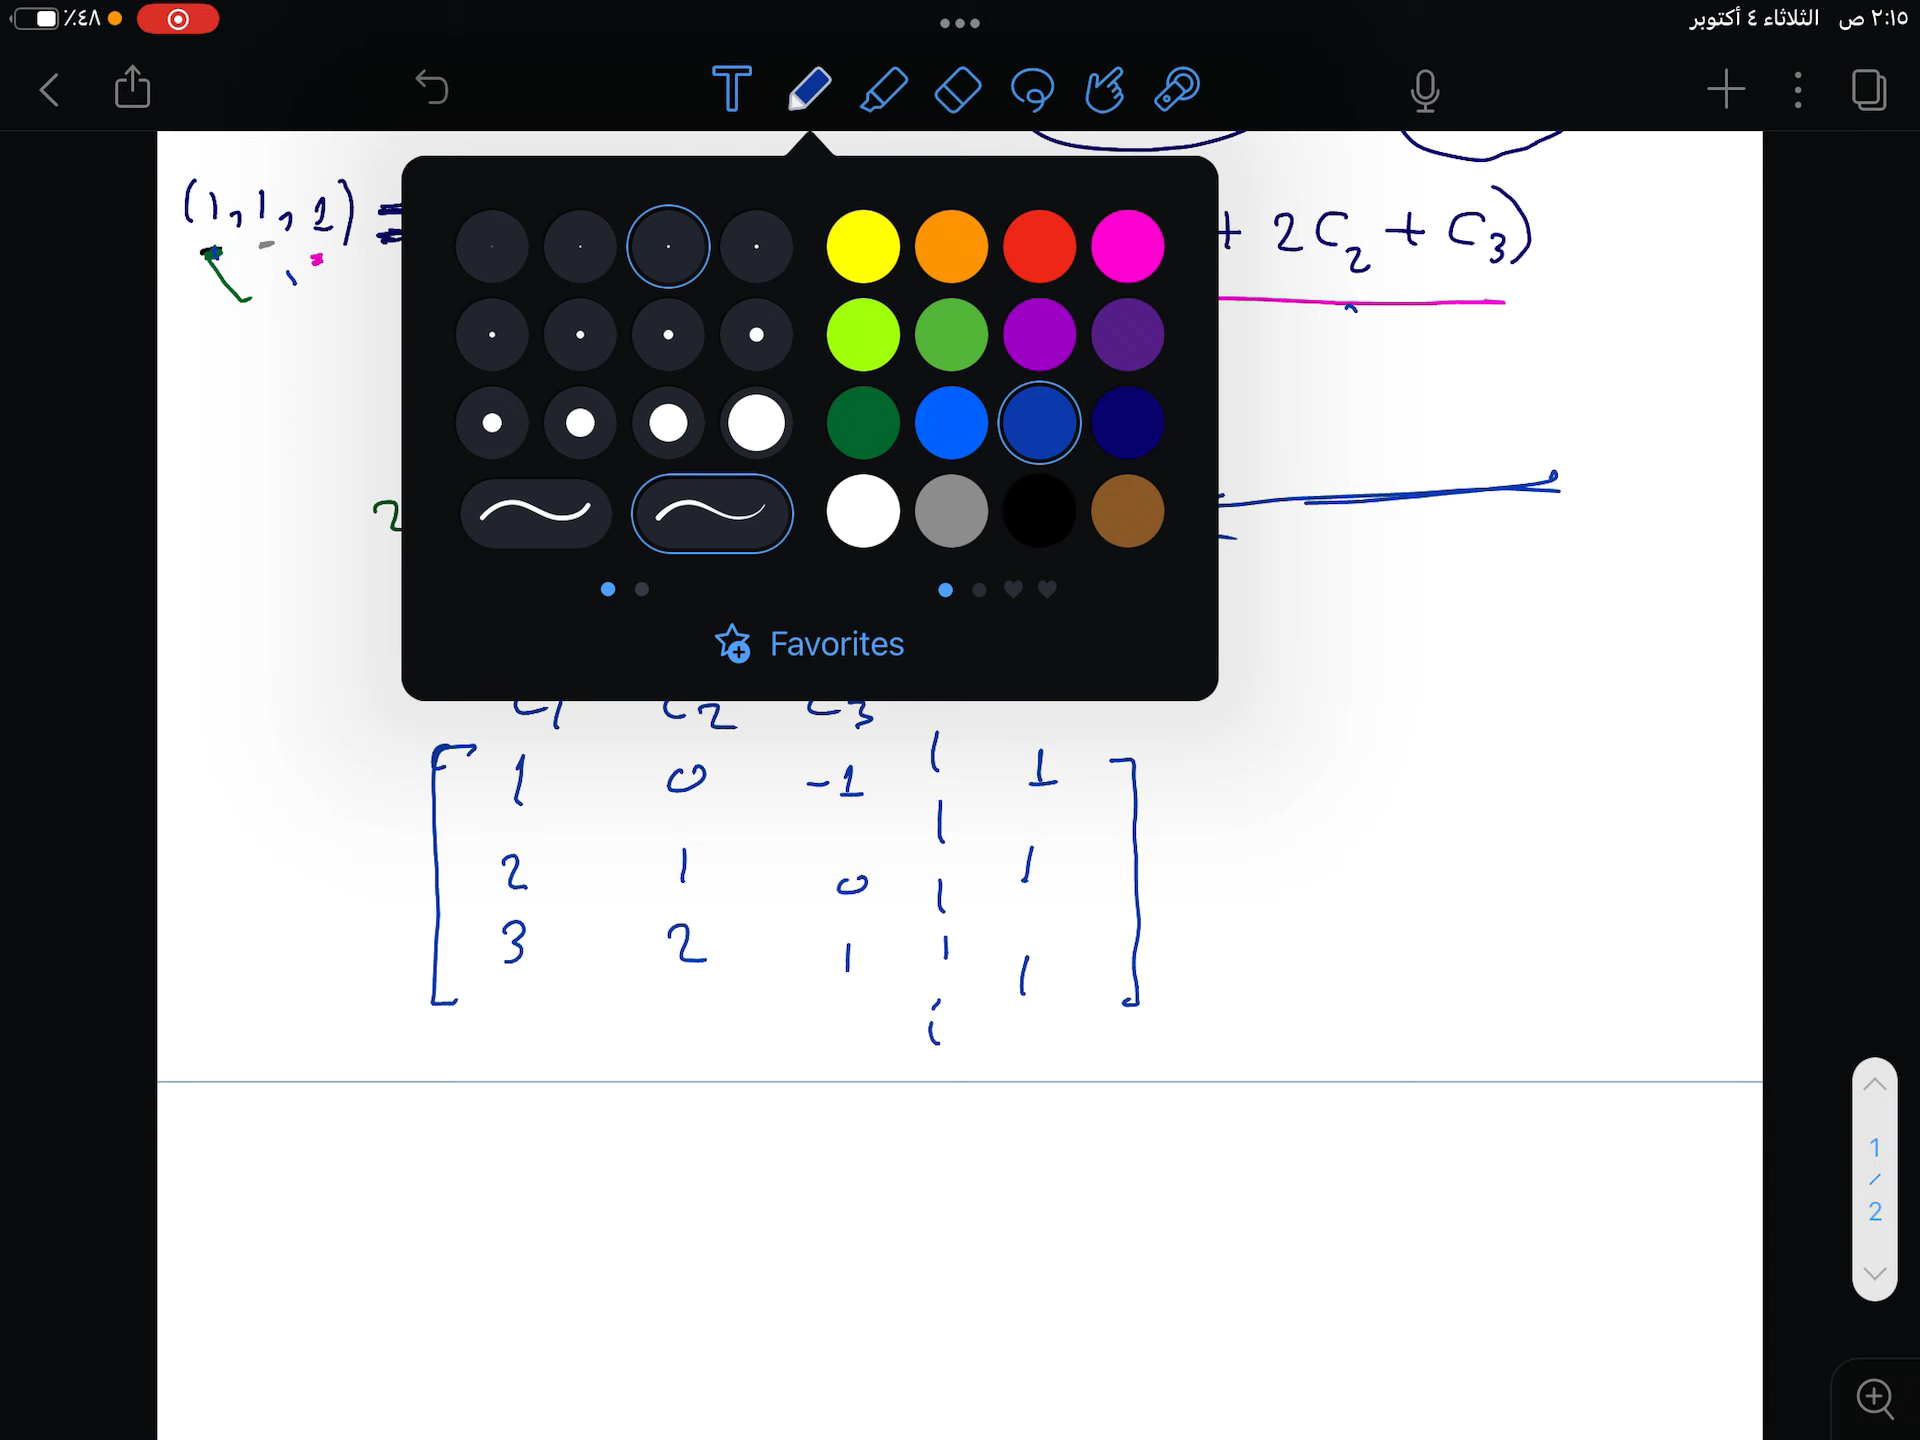 ٪٤٨ ٢:١٥ ص الثلاثاء ٤ أكتوبر
T
(1, 1, 1) = + 2C₂ + C₃)
2
Favorites
C₁ C₂ C₃
1 0 -1 | 1
2 1 0 | 1
3 2 1 | 1
1
/
2